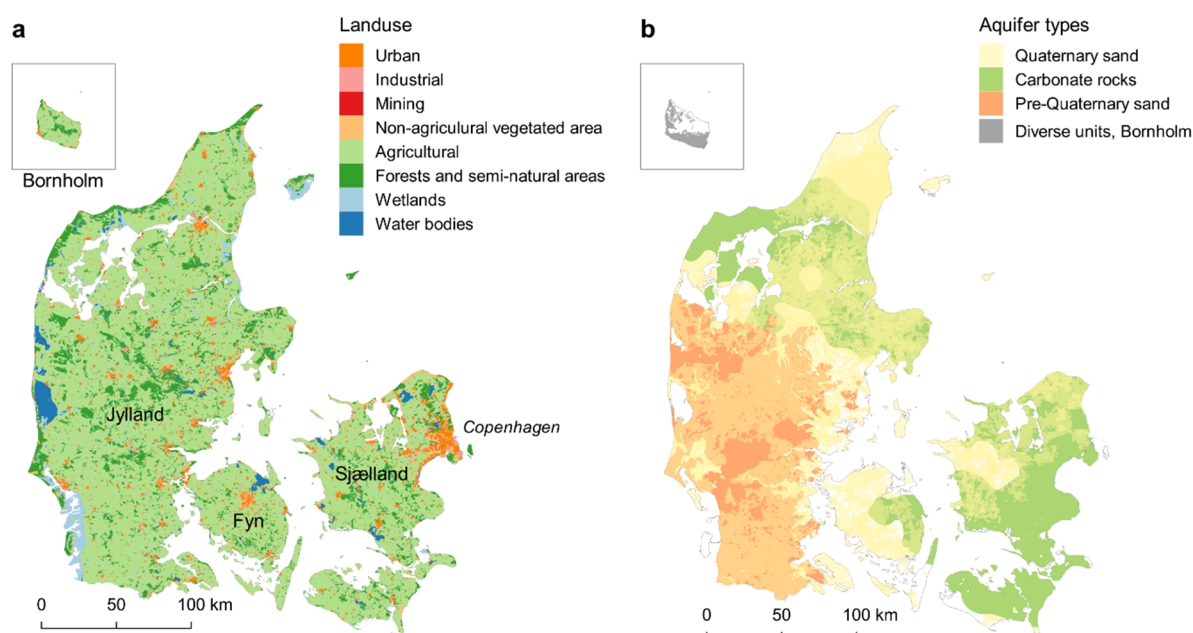 a
Landuse
Urban
Industrial
Mining
Non-agriculural vegetated area
Agricultural
Forests and semi-natural areas
Wetlands
Water bodies
Bornholm
Jylland
Copenhagen
Sjælland
Fyn
0 50 100 km
b
Aquifer types
Quaternary sand
Carbonate rocks
Pre-Quaternary sand
Diverse units, Bornholm
0 50 100 km